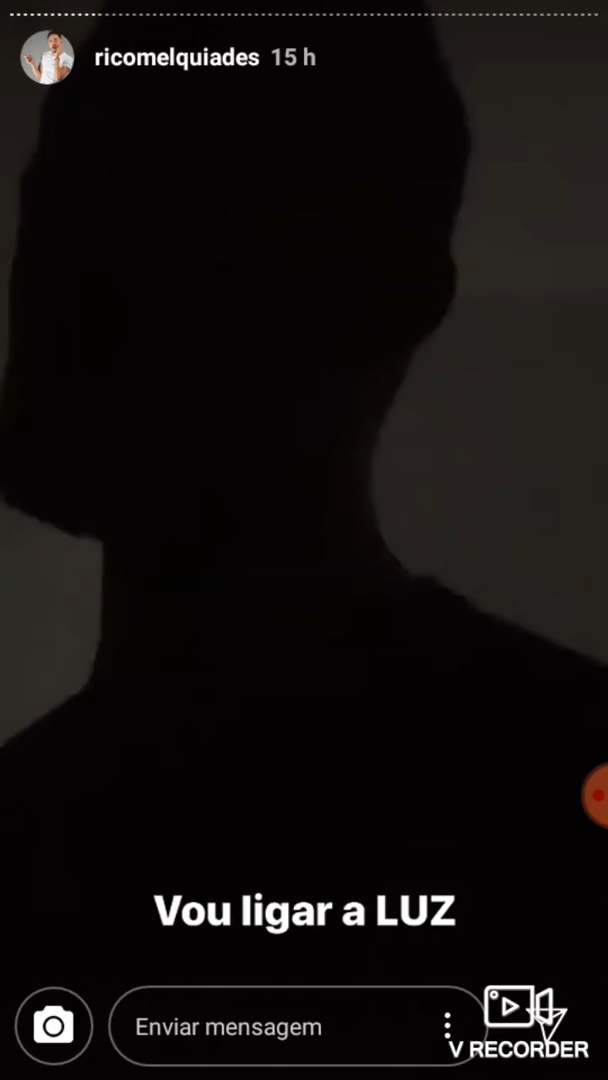 ricomelquiades 15 h
Vou ligar a LUZ
Enviar mensagem
V RECORDER